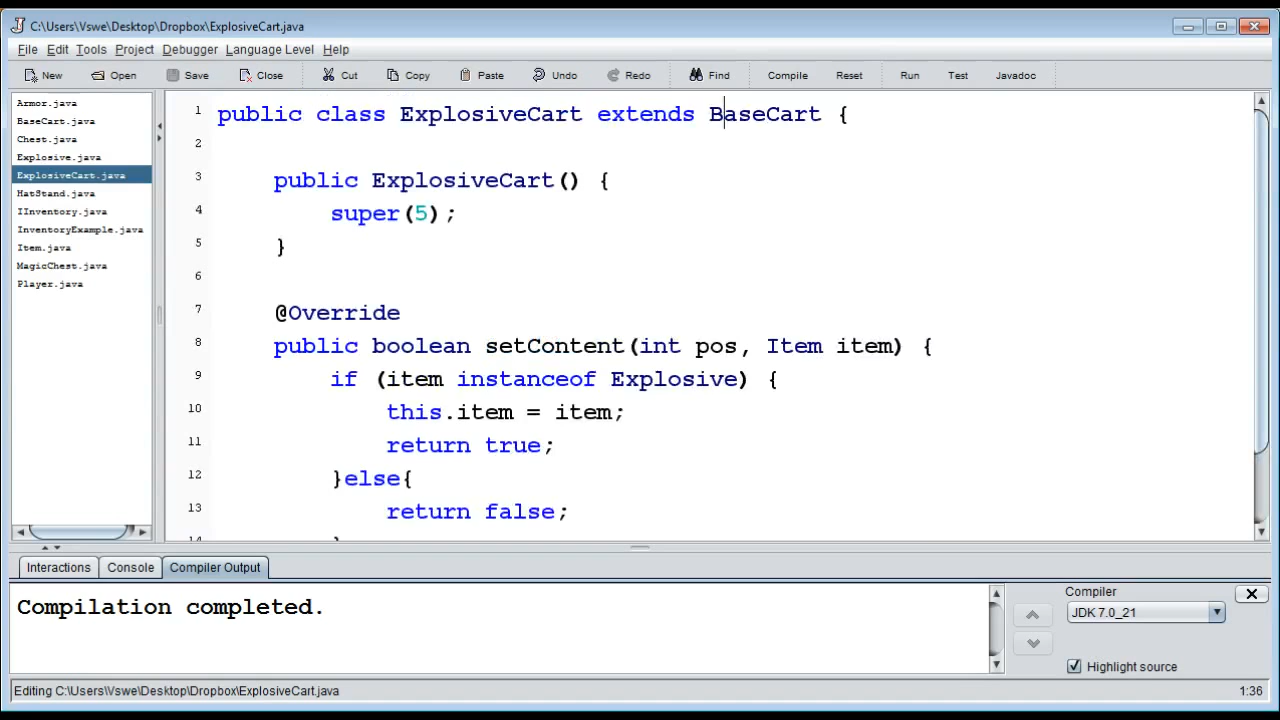 C:\Users\Vswe\Desktop\Dropbox\ExplosiveCart.java
File Edit Tools Project Debugger Language Level Help
New Open Save Close Cut Copy Paste Undo Redo Find Compile Reset Run Test Javadoc
Armor.java
BaseCart.java
Chest.java
Explosive.java
ExplosiveCart.java
HatStand.java
IInventory.java
InventoryExample.java
Item.java
MagicChest.java
Player.java
1 public class ExplosiveCart extends BaseCart {
2
3 public ExplosiveCart() {
4 super(5);
5 }
6
7 @Override
8 public boolean setContent(int pos, Item item) {
9 if (item instanceof Explosive) {
10 this.item = item;
11 return true;
12 }else{
13 return false;
Interactions Console Compiler Output
Compilation completed.
Compiler
JDK 7.0_21
Highlight source
Editing C:\Users\Vswe\Desktop\Dropbox\ExplosiveCart.java 1:36